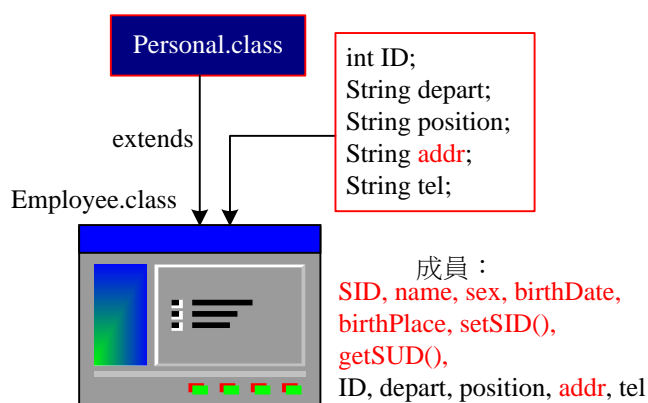 Personal.class
int ID;
String depart;
String position;
String addr;
String tel;
extends
Employee.class
成員：
SID, name, sex, birthDate,
birthPlace, setSID(),
getSUD(),
ID, depart, position, addr, tel